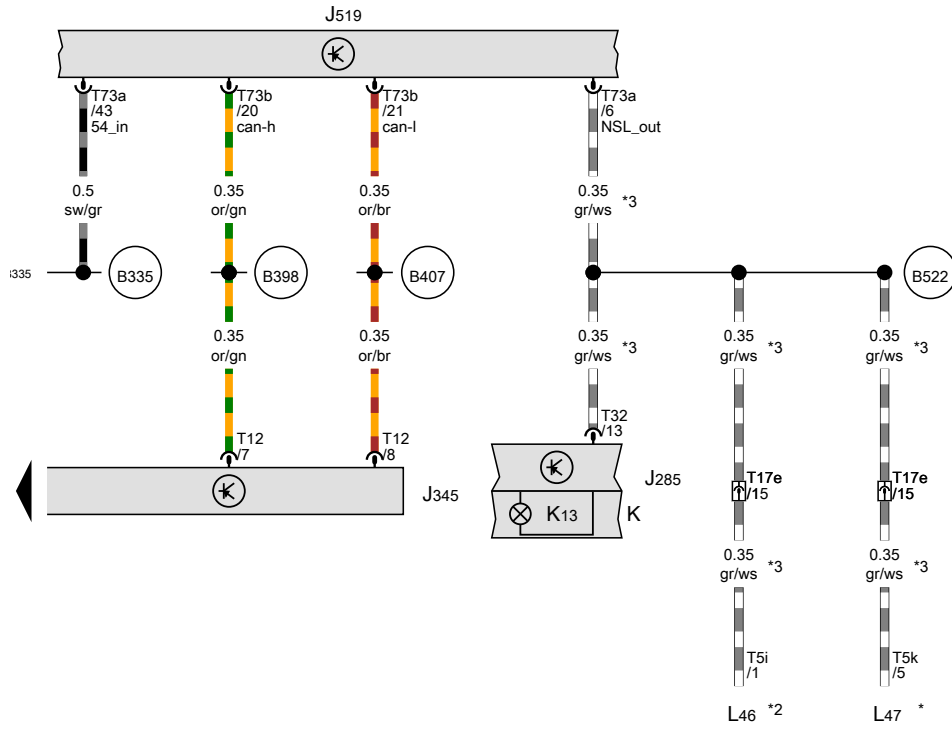 J519
T73a
/43
54_in
T73b
/20
can-h
T73b
/21
can-l
T73a
/6
NSL_out
0.5
sw/gr
0.35
or/gn
0.35
or/br
0.35
gr/ws *3
B335
B398
B407
B522
0.35
or/gn
0.35
or/br
0.35
gr/ws *3
0.35
gr/ws *3
0.35
gr/ws *3
T12
/7
T12
/8
T32
/13
J345
J285
K13
K
T17e
/15
T17e
/15
0.35
gr/ws *3
0.35
gr/ws *3
T5i
/1
T5k
/5
L46 *2
L47 *